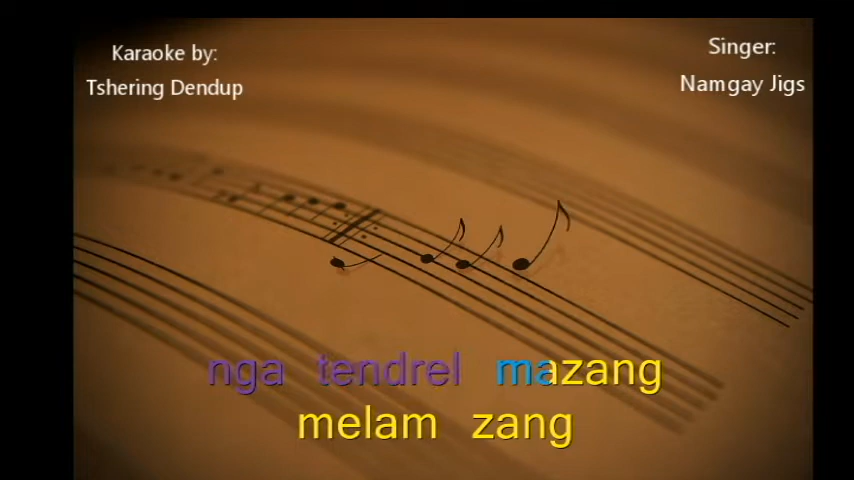 Karaoke by:
Tshering Dendup
Singer:
Namgay Jigs
nga tendrel mazang
melam zang